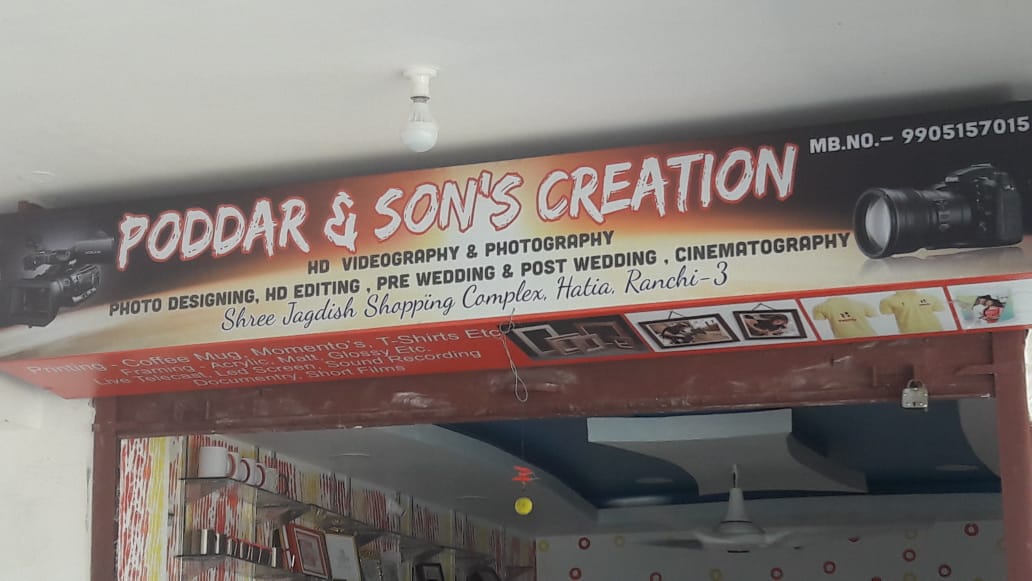 MB.NO.- 9905157015
PODDAR & SON'S CREATION
HD VIDEOGRAPHY & PHOTOGRAPHY
PHOTO DESIGNING, HD EDITING , PRE WEDDING & POST WEDDING , CINEMATOGRAPHY
Shree Jagdish Shopping Complex, Hatia, Ranchi-3
Printing - Coffee Mug, Momento's, T-Shirts Etc
Framing - Acrylic, Matt, Glossy Etc
Live Telecast, Led Screen, Sound Recording
Documentry, Short Films